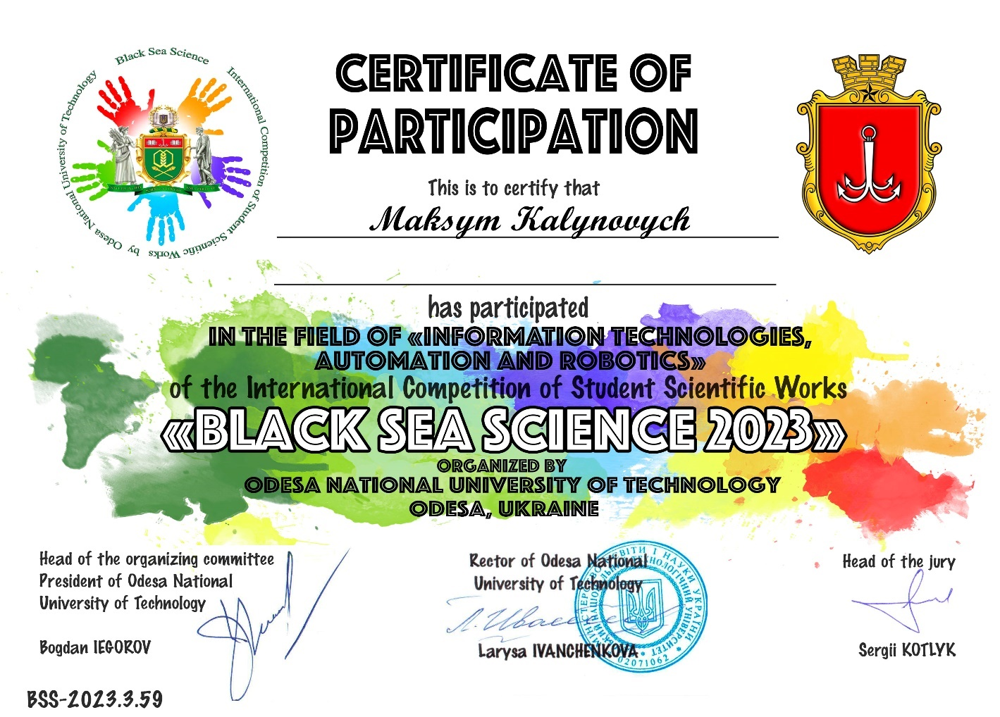 Black Sea Science International Competition of Student Scientific Works by Odesa National University of Technology
CERTIFICATE OF
PARTICIPATION
This is to certify that
Maksym Kalynovych
has participated
IN THE FIELD OF «INFORMATION TECHNOLOGIES,
AUTOMATION AND ROBOTICS»
of the International Competition of Student Scientific Works
«BLACK SEA SCIENCE 2023»
ORGANIZED BY
ODESA NATIONAL UNIVERSITY OF TECHNOLOGY
ODESA, UKRAINE
Head of the organizing committee
President of Odesa National
University of Technology
Bogdan IEGOROV
Rector of Odesa National
University of Technology
Larysa IVANCHENKOVA
02071062
Head of the jury
Sergii KOTLYK
BSS-2023.3.59